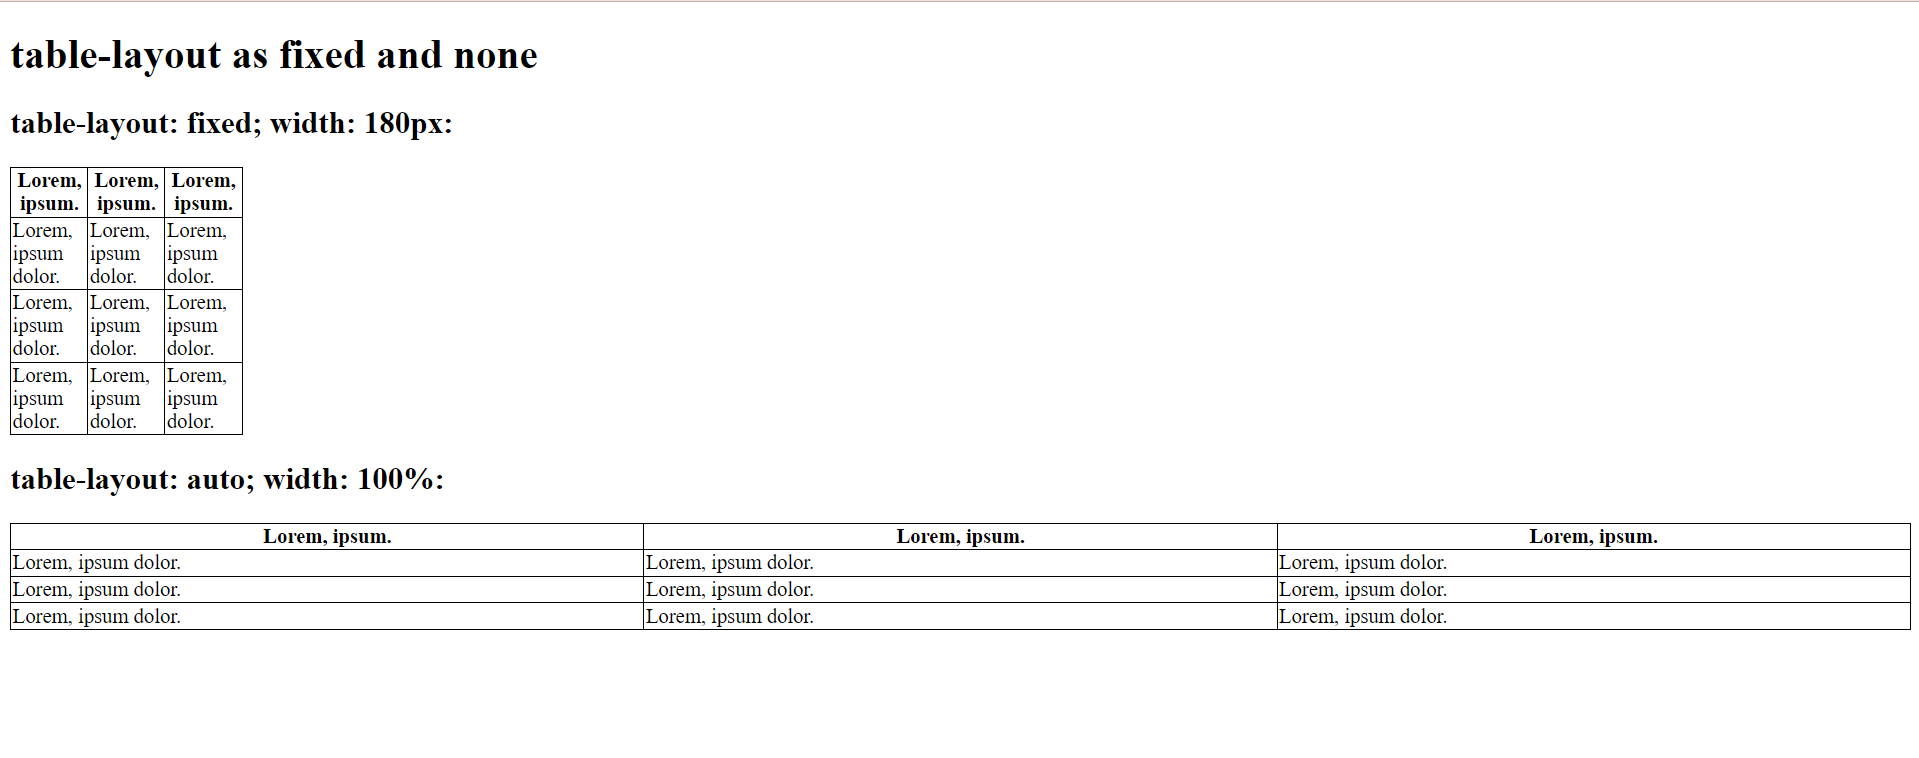 table-layout as fixed and none
table-layout: fixed; width: 180px:
Lorem, ipsum. Lorem, ipsum. Lorem, ipsum.
Lorem, ipsum dolor. Lorem, ipsum dolor. Lorem, ipsum dolor.
Lorem, ipsum dolor. Lorem, ipsum dolor. Lorem, ipsum dolor.
Lorem, ipsum dolor. Lorem, ipsum dolor. Lorem, ipsum dolor.
table-layout: auto; width: 100%:
Lorem, ipsum. Lorem, ipsum. Lorem, ipsum.
Lorem, ipsum dolor. Lorem, ipsum dolor. Lorem, ipsum dolor.
Lorem, ipsum dolor. Lorem, ipsum dolor. Lorem, ipsum dolor.
Lorem, ipsum dolor. Lorem, ipsum dolor. Lorem, ipsum dolor.